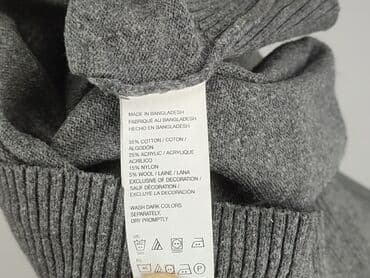 MADE IN BANGLADESH
FABRIQUÉ AU BANGLADESH
HECHO EN BANGLADESH
55% COTTON / COTON /
ALGODÓN
25% ACRYLIC / ACRYLIQUE
ACRÍLICO
15% NYLON
5% WOOL / LAINE / LANA
EXCLUSIVE OF DECORATION /
SAUF DÉCORATION /
EXCLUYE LA DECORACIÓN
WASH DARK COLORS
SEPARATELY.
DRY PROMPTLY